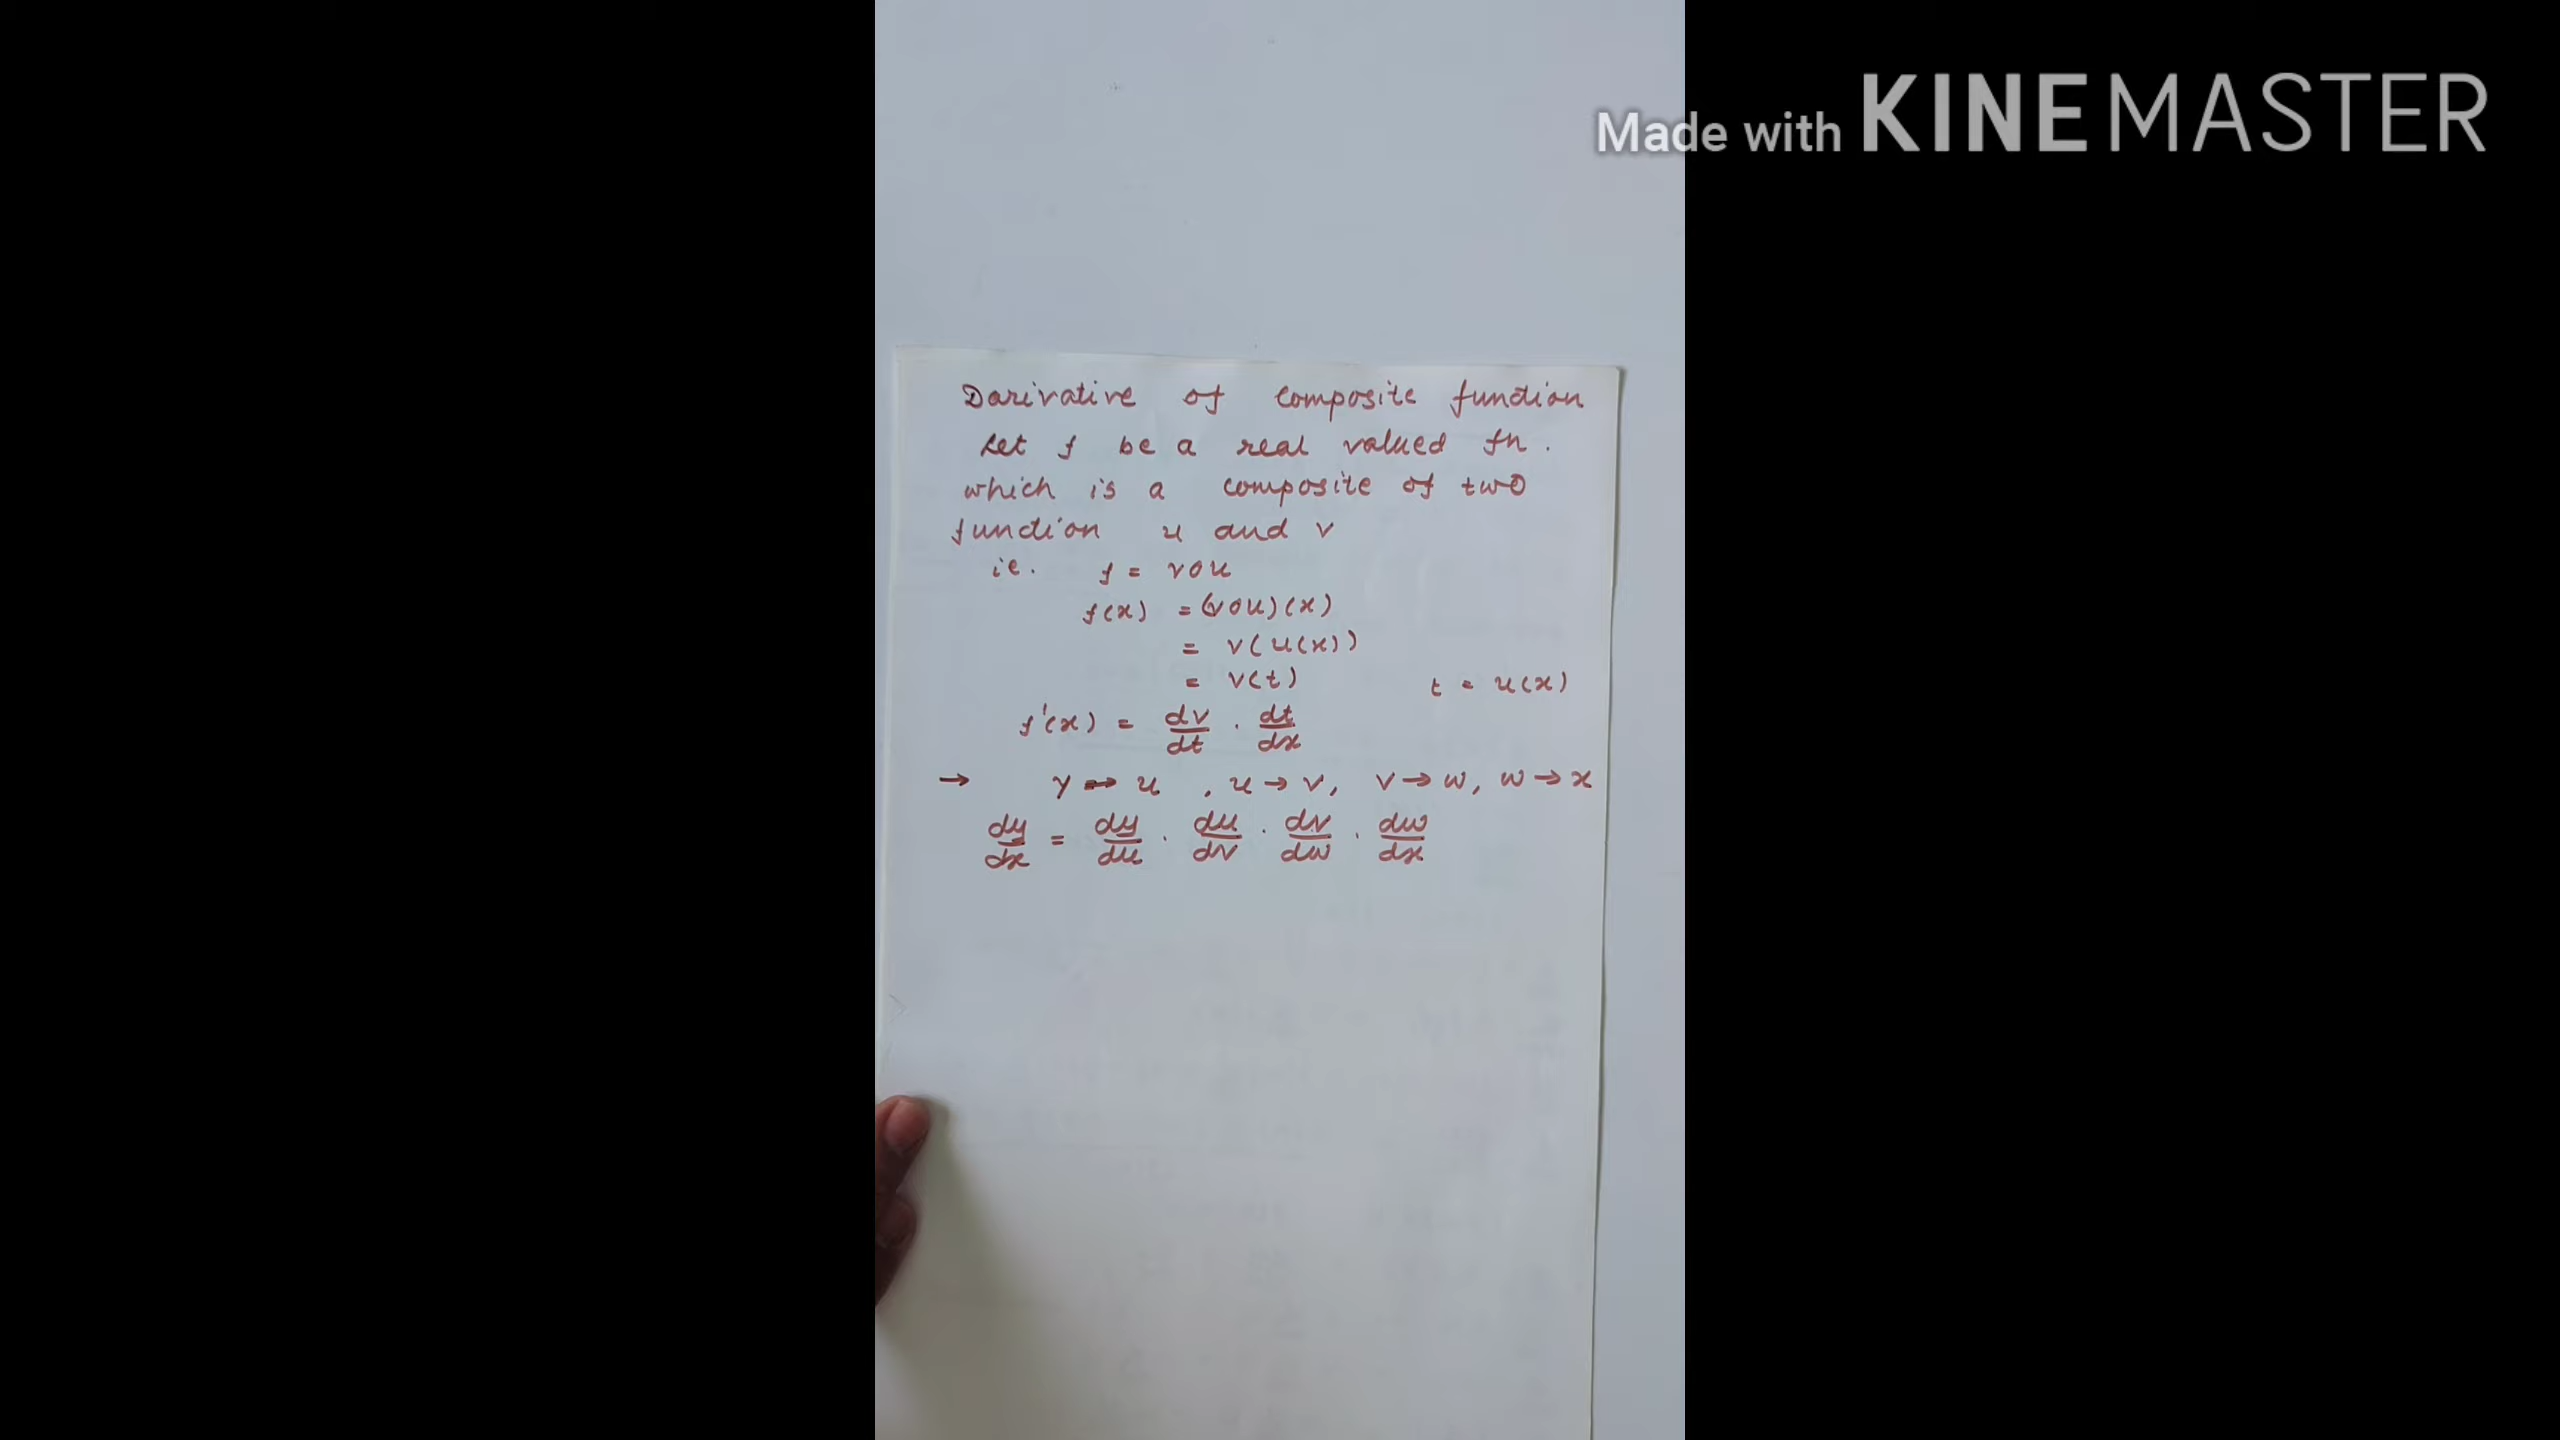 Made with KINEMASTER
Darivative of composite function
Let f be a real valued fn.
which is a composite of two
function u and v
ie. f = vou
f(x) = (vou)(x)
= v(u(x))
= v(t) t = u(x)
f'(x) = dv/dt . dt/dx
→ y → u , u → v, v → w, w → x
dy/dx = dy/du . du/dv . dv/dw . dw/dx